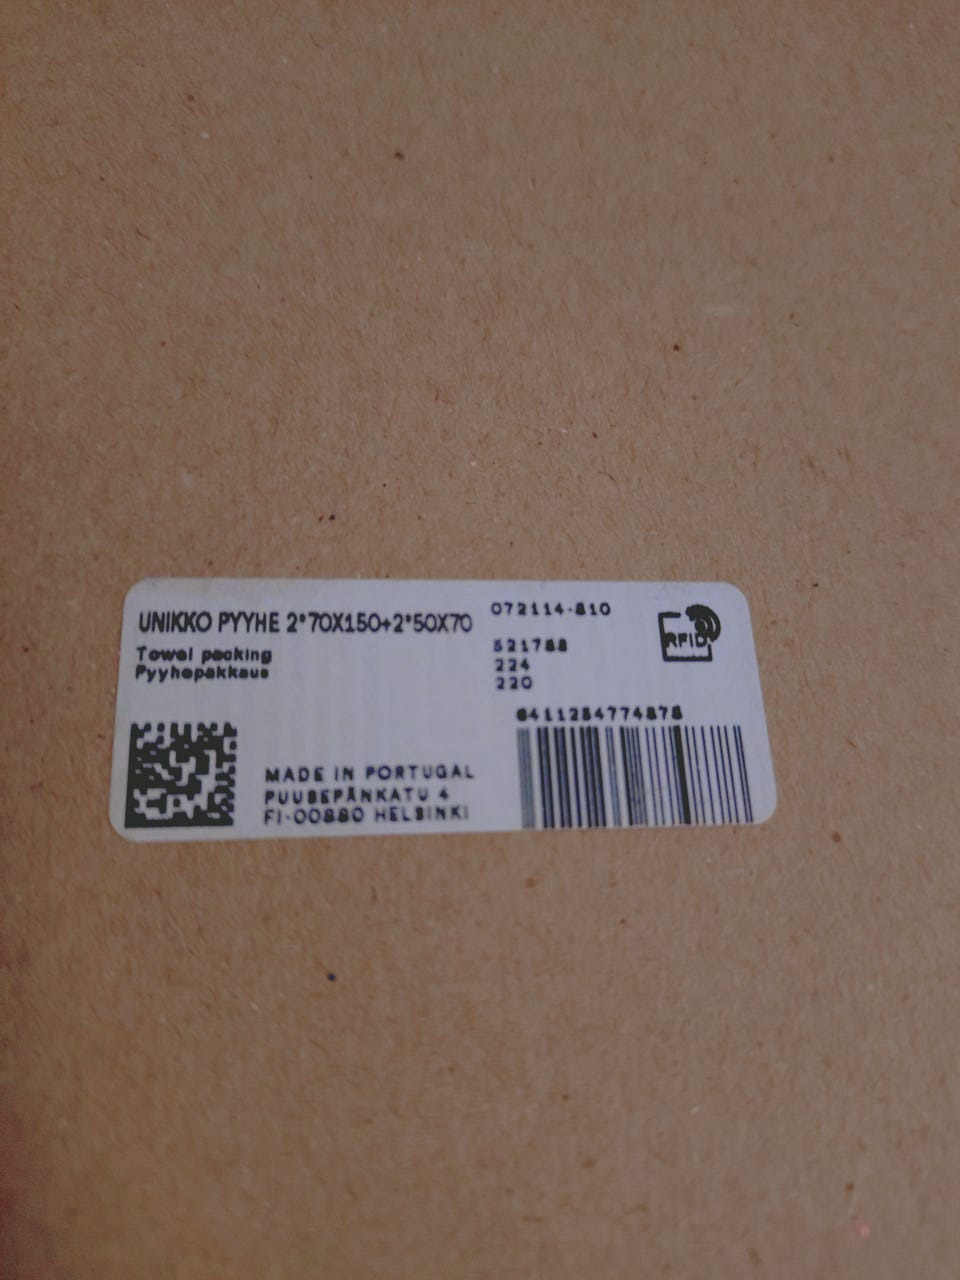 UNIKKO PYYHE 2*70X150+2*50X70
Towel packing
Pyyhepakkaus
072114-810
521788
224
220
RFID
MADE IN PORTUGAL
PUUSEPÄNKATU 4
FI-00880 HELSINKI